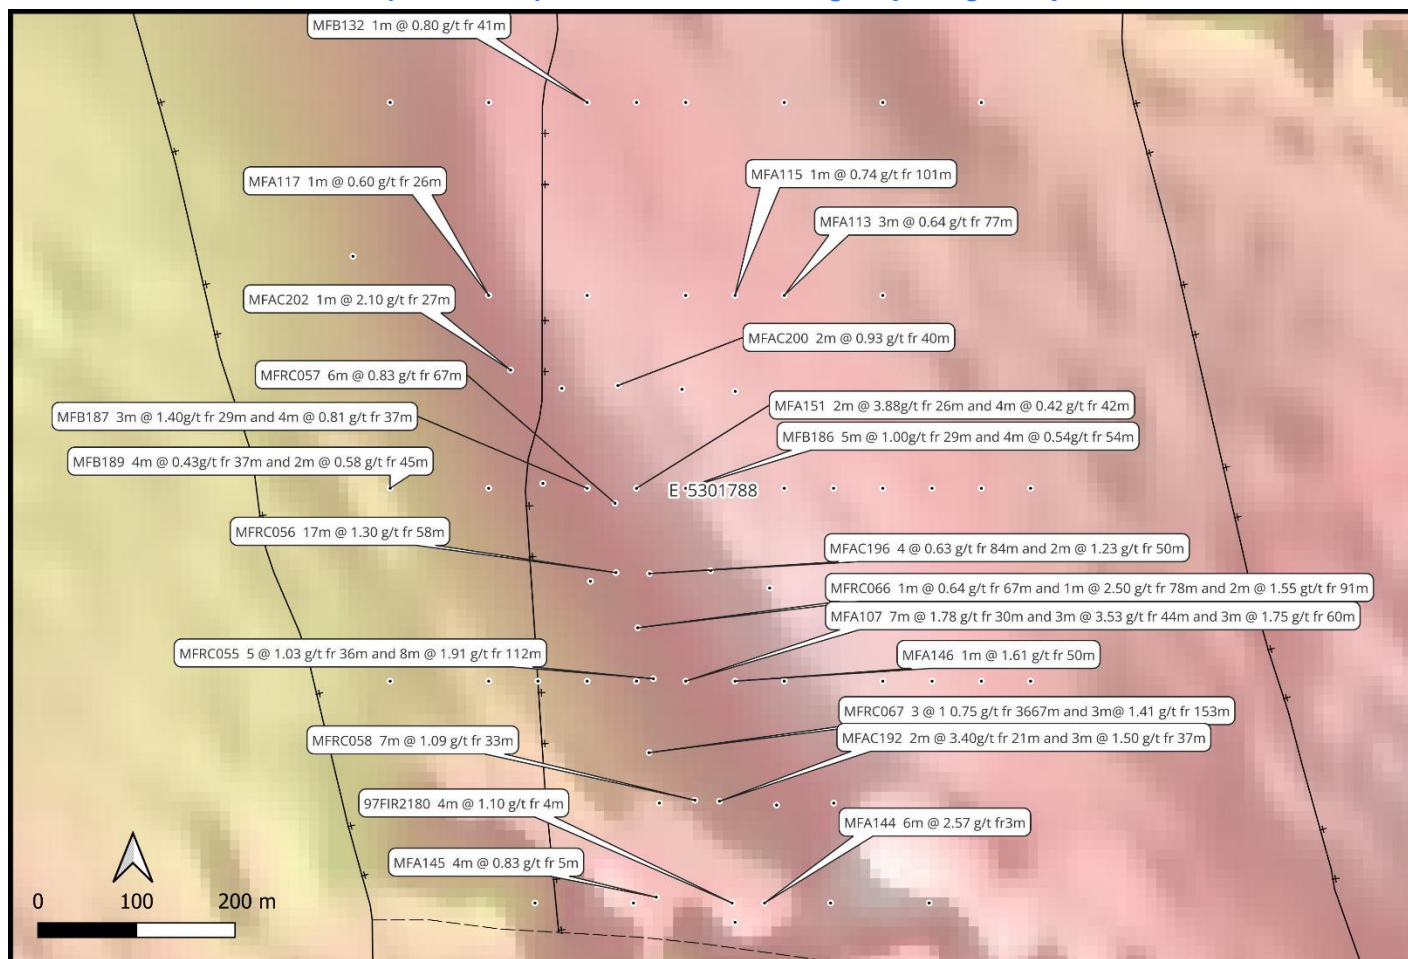 MFB132 1m @ 0.80 g/t fr 41m
MFA117 1m @ 0.60 g/t fr 26m
MFA115 1m @ 0.74 g/t fr 101m
MFA113 3m @ 0.64 g/t fr 77m
MFAC202 1m @ 2.10 g/t fr 27m
MFAC200 2m @ 0.93 g/t fr 40m
MFRC057 6m @ 0.83 g/t fr 67m
MFB187 3m @ 1.40g/t fr 29m and 4m @ 0.81 g/t fr 37m
MFA151 2m @ 3.88g/t fr 26m and 4m @ 0.42 g/t fr 42m
MFB186 5m @ 1.00g/t fr 29m and 4m @ 0.54g/t fr 54m
MFB189 4m @ 0.43g/t fr 37m and 2m @ 0.58 g/t fr 45m
E 5301788
MFRC056 17m @ 1.30 g/t fr 58m
MFAC196 4 @ 0.63 g/t fr 84m and 2m @ 1.23 g/t fr 50m
MFRC066 1m @ 0.64 g/t fr 67m and 1m @ 2.50 g/t fr 78m and 2m @ 1.55 gt/t fr 91m
MFA107 7m @ 1.78 g/t fr 30m and 3m @ 3.53 g/t fr 44m and 3m @ 1.75 g/t fr 60m
MFRC055 5 @ 1.03 g/t fr 36m and 8m @ 1.91 g/t fr 112m
MFA146 1m @ 1.61 g/t fr 50m
MFRC067 3 @ 1 0.75 g/t fr 3667m and 3m@ 1.41 g/t fr 153m
MFRC058 7m @ 1.09 g/t fr 33m
MFAC192 2m @ 3.40g/t fr 21m and 3m @ 1.50 g/t fr 37m
97FIR2180 4m @ 1.10 g/t fr 4m
MFA144 6m @ 2.57 g/t fr3m
MFA145 4m @ 0.83 g/t fr 5m
0 100 200 m